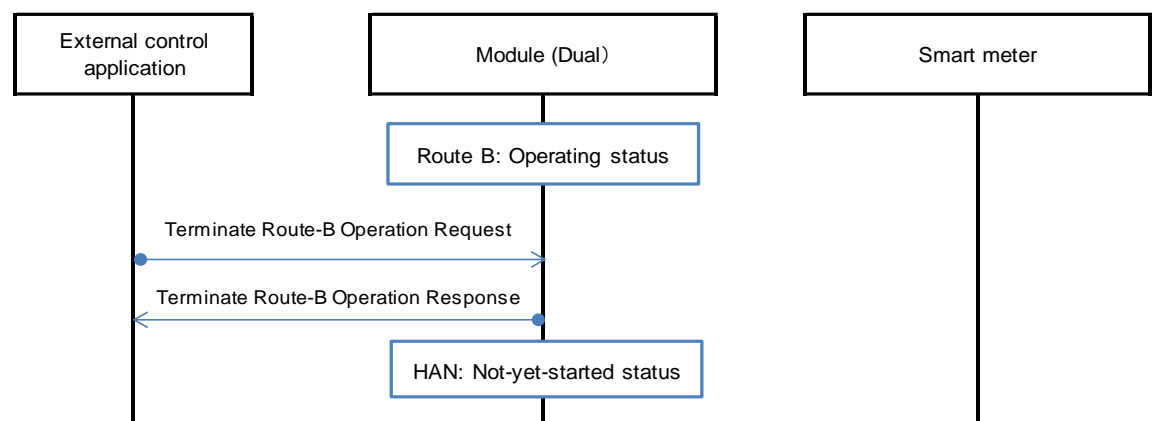 External control
application
Module (Dual）
Smart meter
Route B: Operating status
Terminate Route-B Operation Request
Terminate Route-B Operation Response
HAN: Not-yet-started status